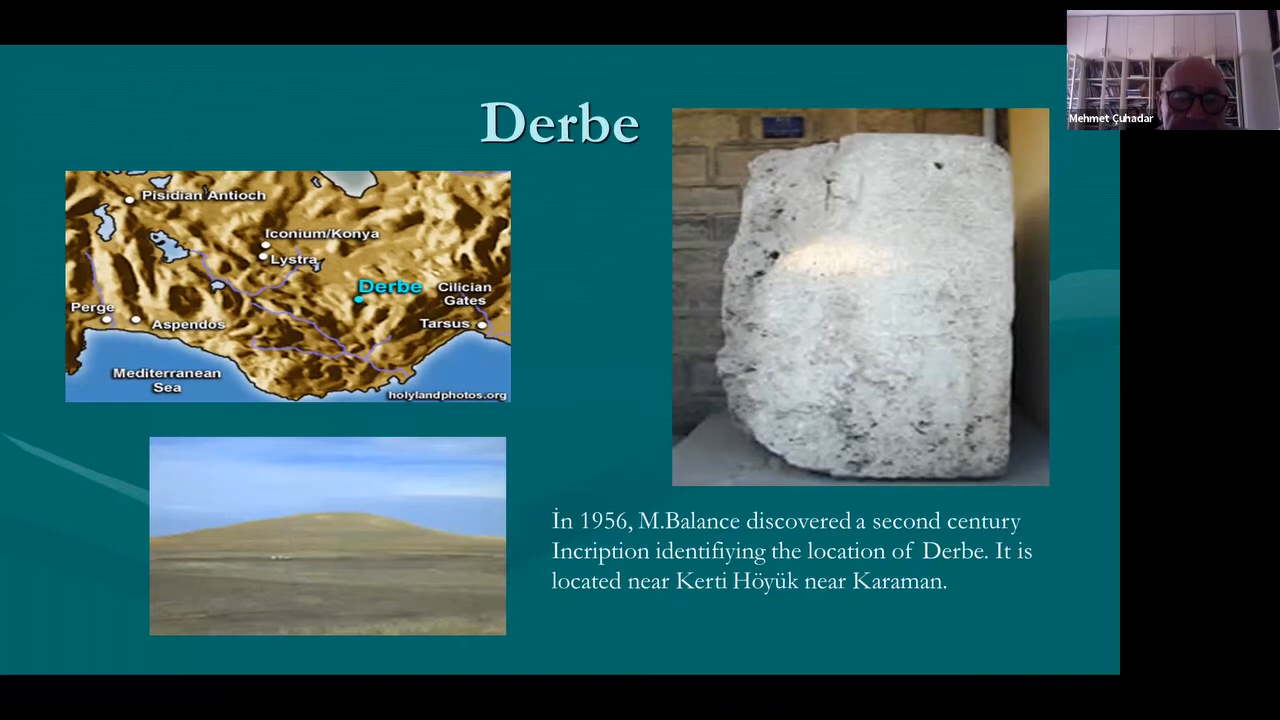 Derbe
Pisidian Antioch
Iconium/Konya
Lystra
Derbe
Cilician
Gates
Perge
Aspendos
Tarsus
Mediterranean
Sea
holylandphotos.org
İn 1956, M.Balance discovered a second century
Incription identifiying the location of Derbe. It is
located near Kerti Höyük near Karaman.
Mehmet Çuhadar